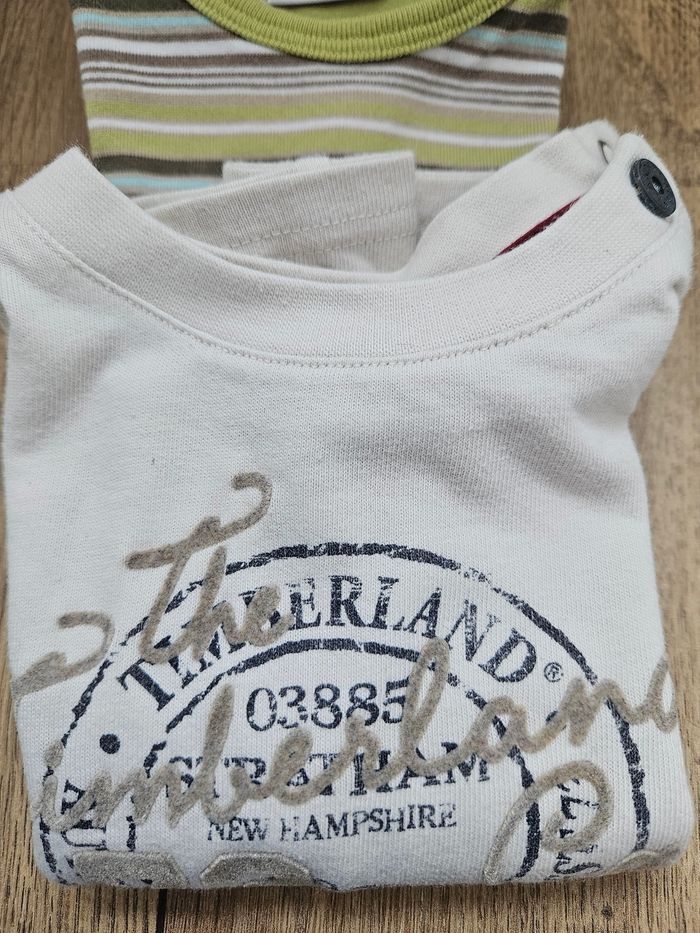 The
Timberland
TIMBERLAND®
03885
STRATHAM
NEW HAMPSHIRE